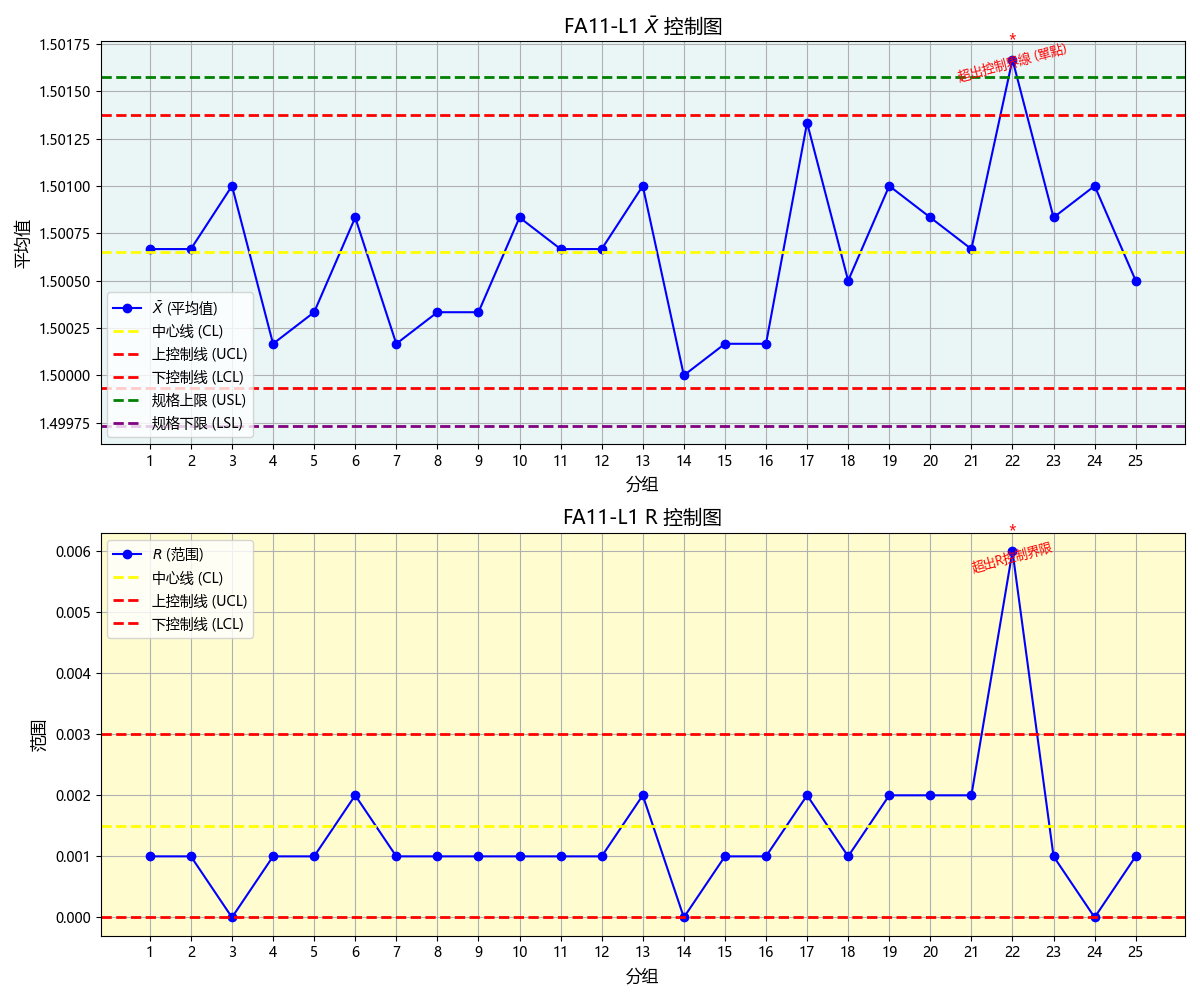 FA11-L1 X̄ 控制图
*
超出控制界線 (單點)
平均值
1.50175
1.50150
1.50125
1.50100
1.50075
1.50050
1.50025
1.50000
1.49975
X̄ (平均值)
中心线 (CL)
上控制线 (UCL)
下控制线 (LCL)
规格上限 (USL)
规格下限 (LSL)
1 2 3 4 5 6 7 8 9 10 11 12 13 14 15 16 17 18 19 20 21 22 23 24 25
分组
FA11-L1 R 控制图
*
超出R控制界限
范围
0.006
0.005
0.004
0.003
0.002
0.001
0.000
R (范围)
中心线 (CL)
上控制线 (UCL)
下控制线 (LCL)
1 2 3 4 5 6 7 8 9 10 11 12 13 14 15 16 17 18 19 20 21 22 23 24 25
分组